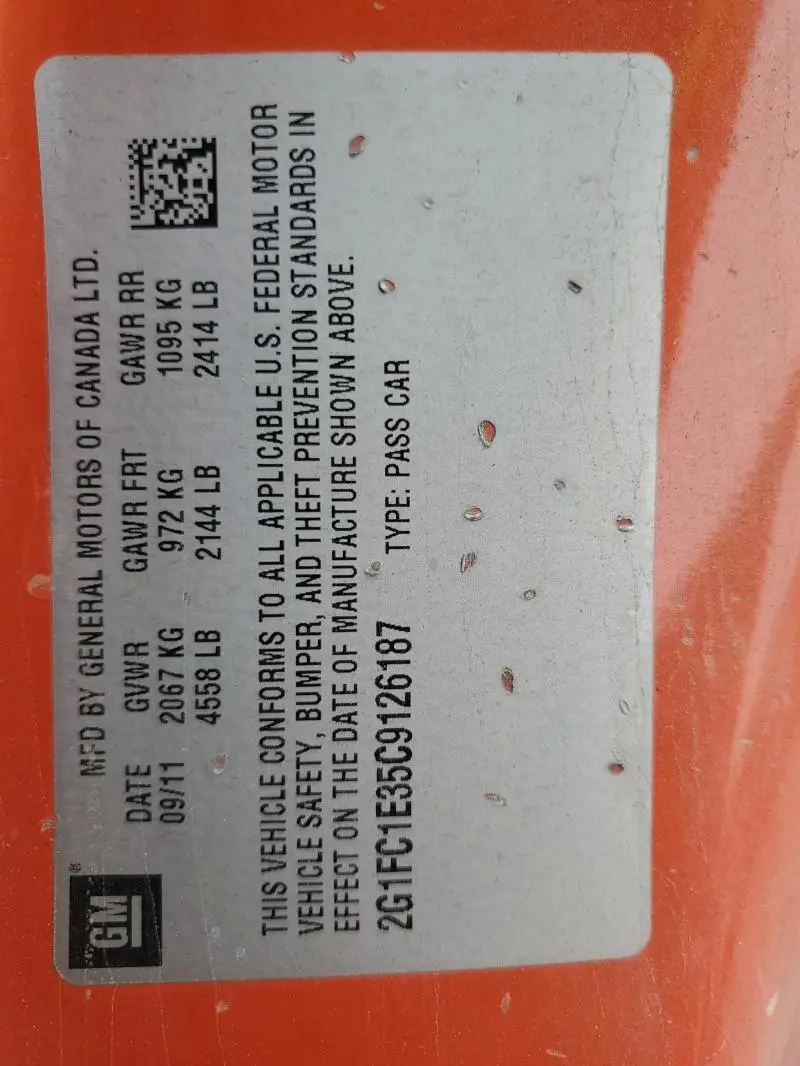 GM®
MFD BY GENERAL MOTORS OF CANADA LTD.
DATE GVWR GAWR FRT GAWR RR
09/11 2067 KG 972 KG 1095 KG
4558 LB 2144 LB 2414 LB
THIS VEHICLE CONFORMS TO ALL APPLICABLE U.S. FEDERAL MOTOR
VEHICLE SAFETY, BUMPER, AND THEFT PREVENTION STANDARDS IN
EFFECT ON THE DATE OF MANUFACTURE SHOWN ABOVE.
2G1FC1E35C9126187 TYPE: PASS CAR